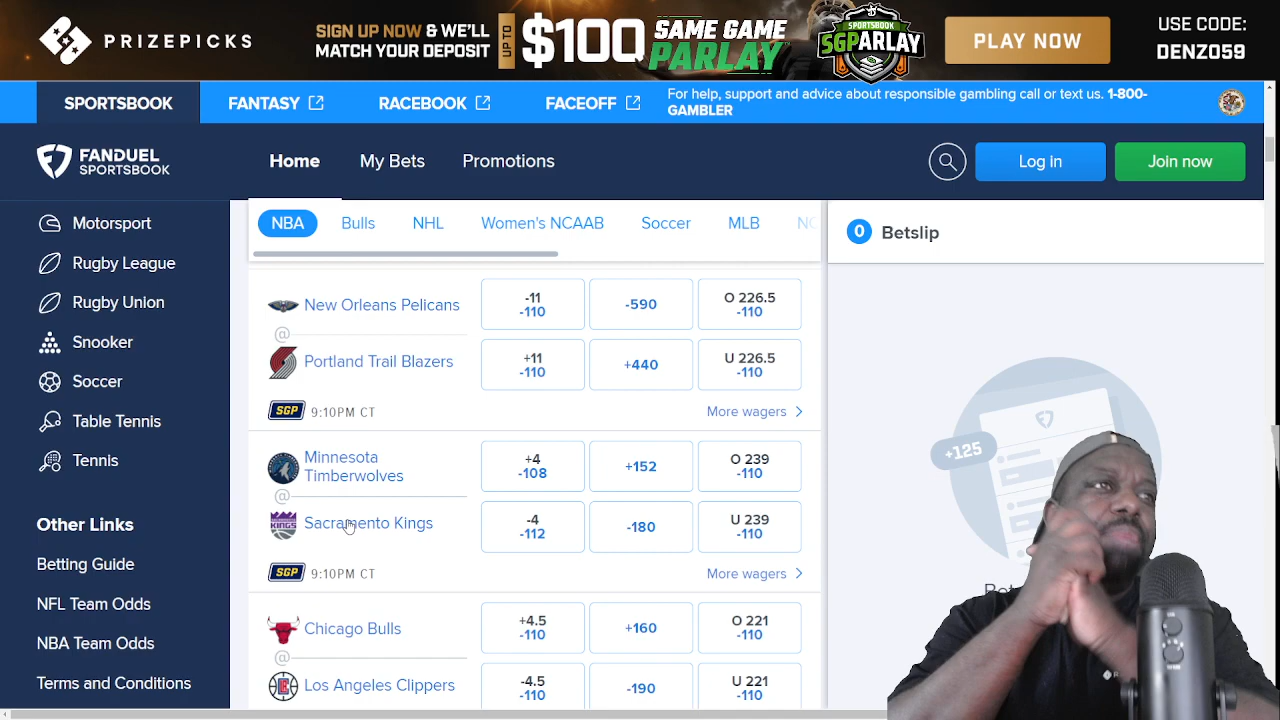 PRIZEPICKS
SIGN UP NOW & WE'LL
MATCH YOUR DEPOSIT
UP TO
$100
SAME GAME
PARLAY
SPORTSBOOK
SGPARLAY
PLAY NOW
USE CODE:
DENZO59
SPORTSBOOK
FANTASY
RACEBOOK
FACEOFF
For help, support and advice about responsible gambling call or text us. 1-800-
GAMBLER
FANDUEL
SPORTSBOOK
Home
My Bets
Promotions
Log in
Join now
Motorsport
Rugby League
Rugby Union
Snooker
Soccer
Table Tennis
Tennis
Other Links
Betting Guide
NFL Team Odds
NBA Team Odds
Terms and Conditions
NBA
Bulls
NHL
Women's NCAAB
Soccer
MLB
NC
New Orleans Pelicans
-11
-110
-590
O 226.5
-110
@
Portland Trail Blazers
+11
-110
+440
U 226.5
-110
SGP
9:10PM CT
More wagers
Minnesota
Timberwolves
+4
-108
+152
O 239
-110
@
Sacramento Kings
-4
-112
-180
U 239
-110
SGP
9:10PM CT
More wagers
Chicago Bulls
+4.5
-110
+160
O 221
-110
@
Los Angeles Clippers
-4.5
-110
-190
U 221
-110
0
Betslip
+125